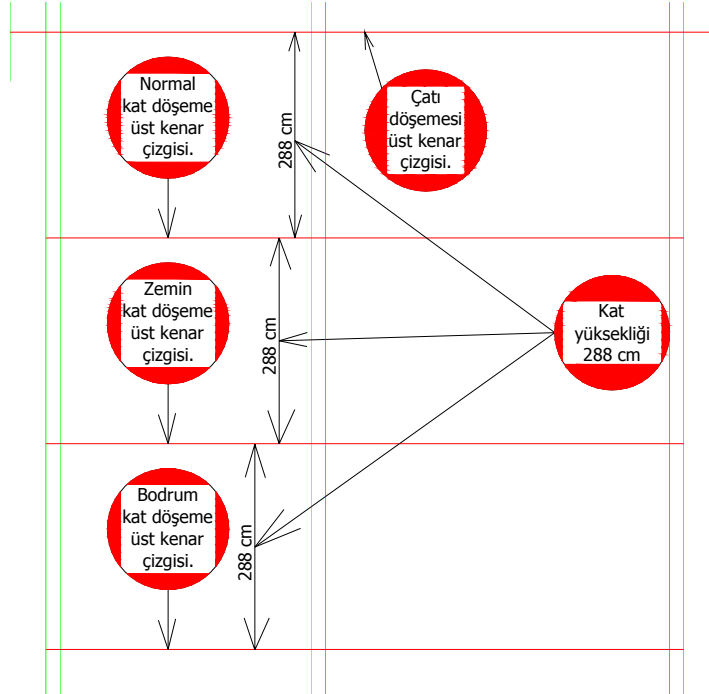 Normal
kat döşeme
üst kenar
çizgisi.
288 cm
Çatı
döşemesi
üst kenar
çizgisi.
Zemin
kat döşeme
üst kenar
çizgisi.
288 cm
Kat
yüksekliği
288 cm
Bodrum
kat döşeme
üst kenar
çizgisi.
288 cm